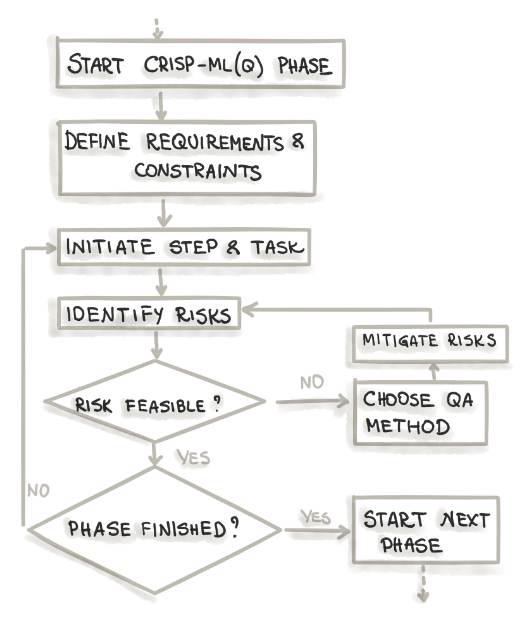 START CRISP-ML(Q) PHASE
DEFINE REQUIREMENTS &
CONSTRAINTS
INITIATE STEP & TASK
IDENTIFY RISKS
MITIGATE RISKS
RISK FEASIBLE?
NO
CHOOSE QA
METHOD
YES
NO
PHASE FINISHED?
YES
START NEXT
PHASE